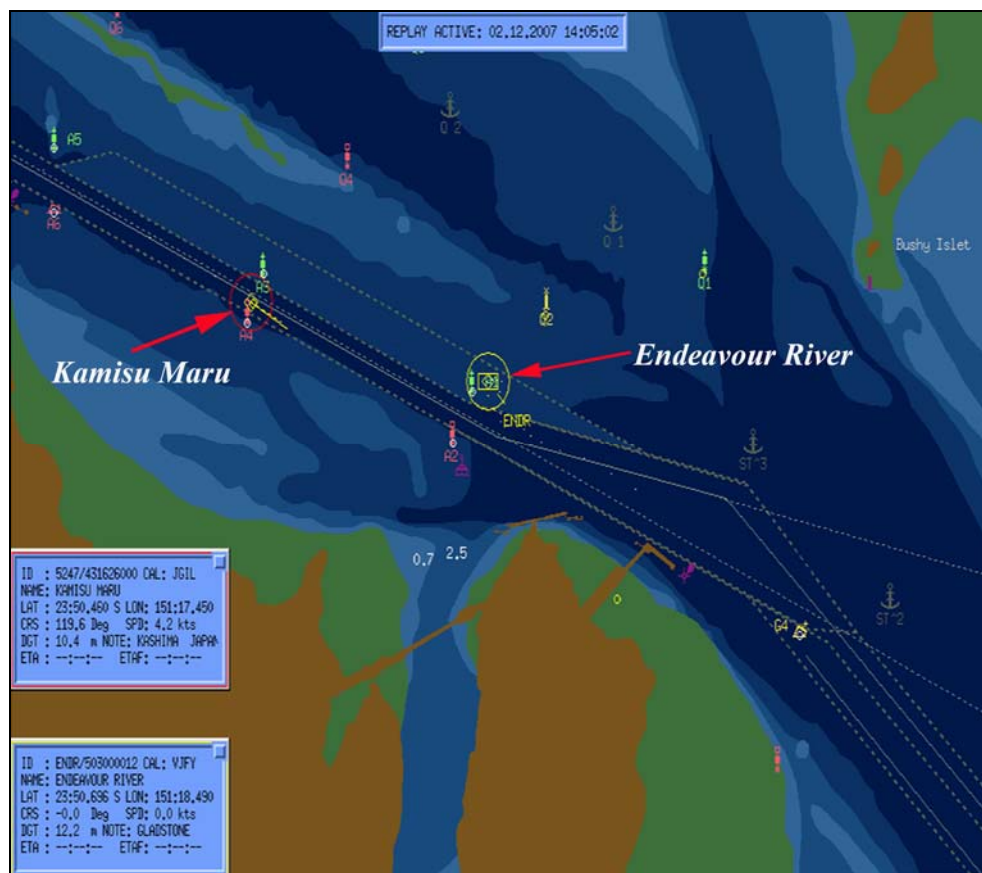 REPLAY ACTIVE: 02.12.2007 14:05:02
Q6
Q 2
A5
Q4
A6
Q 1
Bushy Islet
Q1
A3
Q2
A4
Kamisu Maru
Endeavour River
ENDR
A2
ST^3
0.7 2.5
ST^2
G4
ID : 5247/431626000 CAL: JGIL
NAME: KAMISU MARU
LAT : 23:50.460 S LON: 151:17.450
CRS : 119.6 Deg SPD: 4.2 kts
DGT : 10.4 m NOTE: KASHIMA JAPAN
ETA : --:--:-- ETAF: --:--:--
ID : ENDR/503000012 CAL: VJFY
NAME: ENDEAVOUR RIVER
LAT : 23:50.696 S LON: 151:18.490
CRS : -0.0 Deg SPD: 0.0 kts
DGT : 12.2 m NOTE: GLADSTONE
ETA : --:--:-- ETAF: --:--:--